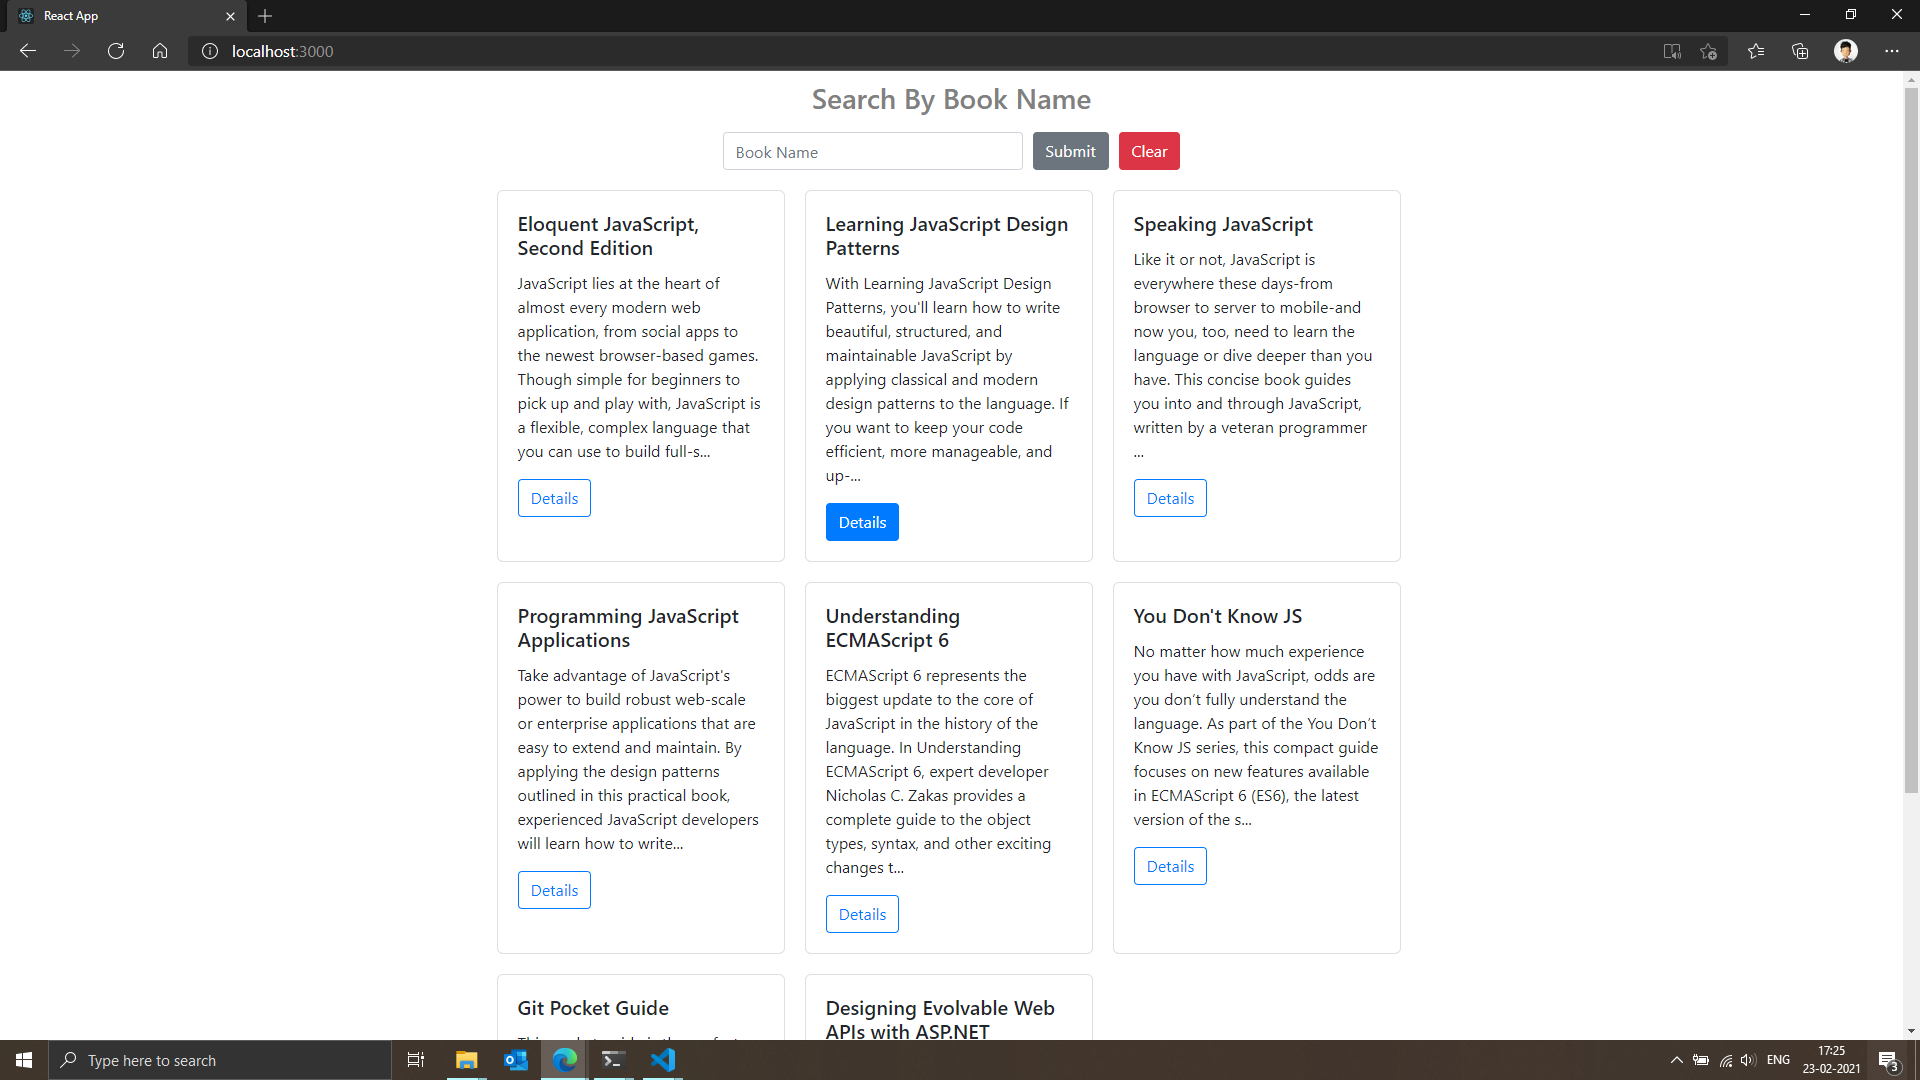 React App
localhost:3000
Search By Book Name
Book Name
Submit
Clear
Eloquent JavaScript,
Second Edition
JavaScript lies at the heart of
almost every modern web
application, from social apps to
the newest browser-based games.
Though simple for beginners to
pick up and play with, JavaScript is
a flexible, complex language that
you can use to build full-s...
Details
Learning JavaScript Design
Patterns
With Learning JavaScript Design
Patterns, you'll learn how to write
beautiful, structured, and
maintainable JavaScript by
applying classical and modern
design patterns to the language. If
you want to keep your code
efficient, more manageable, and
up-...
Details
Speaking JavaScript
Like it or not, JavaScript is
everywhere these days-from
browser to server to mobile-and
now you, too, need to learn the
language or dive deeper than you
have. This concise book guides
you into and through JavaScript,
written by a veteran programmer
...
Details
Programming JavaScript
Applications
Take advantage of JavaScript's
power to build robust web-scale
or enterprise applications that are
easy to extend and maintain. By
applying the design patterns
outlined in this practical book,
experienced JavaScript developers
will learn how to write...
Details
Understanding
ECMAScript 6
ECMAScript 6 represents the
biggest update to the core of
JavaScript in the history of the
language. In Understanding
ECMAScript 6, expert developer
Nicholas C. Zakas provides a
complete guide to the object
types, syntax, and other exciting
changes t...
Details
You Don't Know JS
No matter how much experience
you have with JavaScript, odds are
you don’t fully understand the
language. As part of the You Don’t
Know JS series, this compact guide
focuses on new features available
in ECMAScript 6 (ES6), the latest
version of the s...
Details
Git Pocket Guide
Designing Evolvable Web
APIs with ASP.NET
Type here to search
ENG
17:25
23-02-2021
3